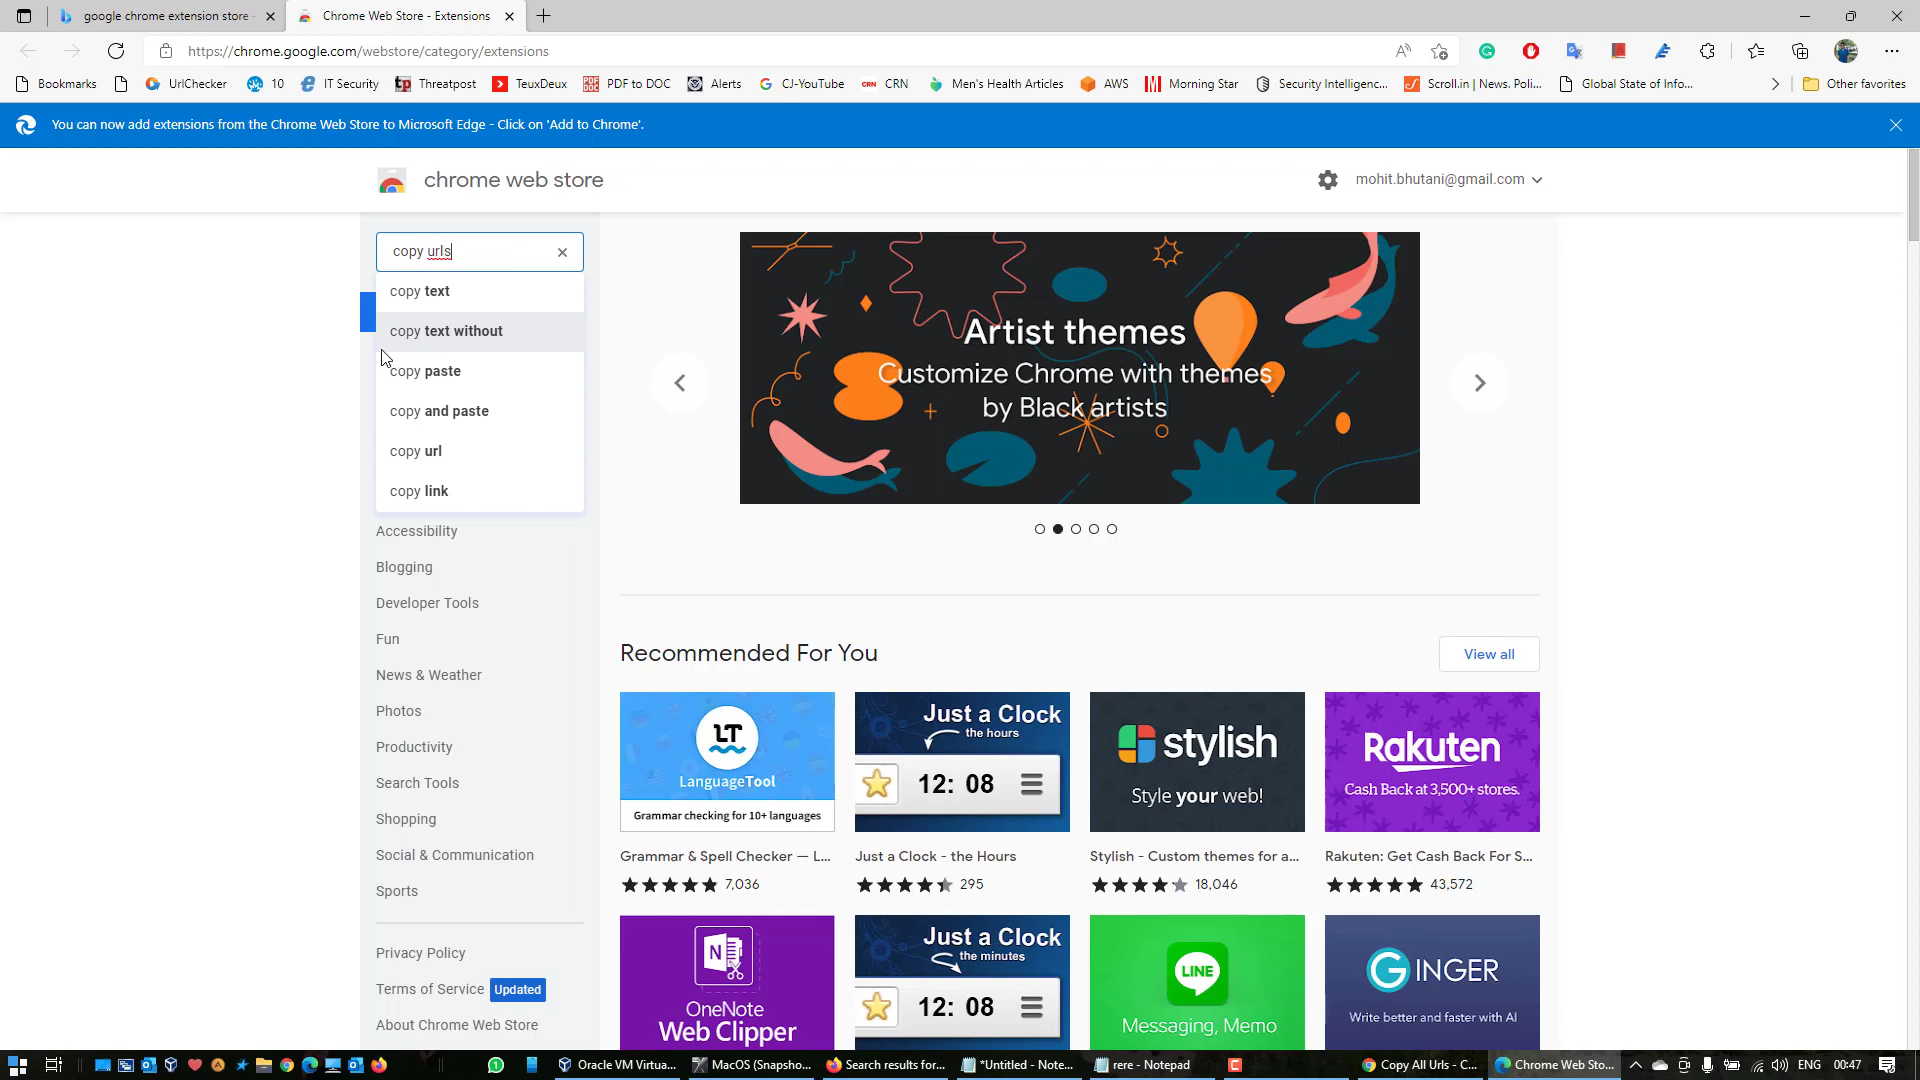 google chrome extension store -
Chrome Web Store - Extensions
https://chrome.google.com/webstore/category/extensions
Bookmarks
UrlChecker
10
IT Security
Threatpost
TeuxDeux
PDF to DOC
Alerts
CJ-YouTube
CRN
Men's Health Articles
AWS
Morning Star
Security Intelligenc...
Scroll.in | News. Poli...
Global State of Info...
Other favorites
You can now add extensions from the Chrome Web Store to Microsoft Edge - Click on 'Add to Chrome'.
chrome web store
mohit.bhutani@gmail.com
copy urls
copy text
copy text without
copy paste
copy and paste
copy url
copy link
Accessibility
Blogging
Developer Tools
Fun
News & Weather
Photos
Productivity
Search Tools
Shopping
Social & Communication
Sports
Privacy Policy
Terms of Service Updated
About Chrome Web Store
Artist themes
Customize Chrome with themes
by Black artists
Recommended For You
View all
LT
LanguageTool
Grammar checking for 10+ languages
Grammar & Spell Checker — L...
7,036
Just a Clock
the hours
12: 08
Just a Clock - the Hours
295
stylish
Style your web!
Stylish - Custom themes for a...
18,046
Rakuten
Cash Back at 3,500+ stores.
Rakuten: Get Cash Back For S...
43,572
N
OneNote
Web Clipper
Just a Clock
the minutes
12: 08
LINE
Messaging, Memo
GINGER
Write better and faster with AI
Oracle VM Virtua...
MacOS (Snapsho...
Search results for...
*Untitled - Note...
rere - Notepad
Copy All Urls - C...
Chrome Web Sto...
ENG
00:47